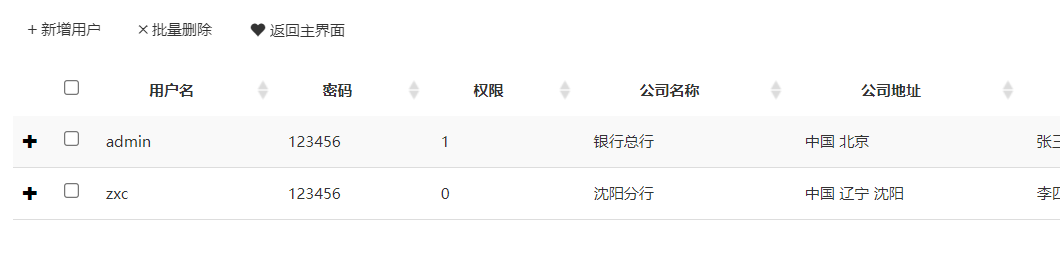 + 新增用户 × 批量删除 ♥ 返回主界面
用户名 密码 权限 公司名称 公司地址
admin 123456 1 银行总行 中国 北京 张
zxc 123456 0 沈阳分行 中国 辽宁 沈阳 李